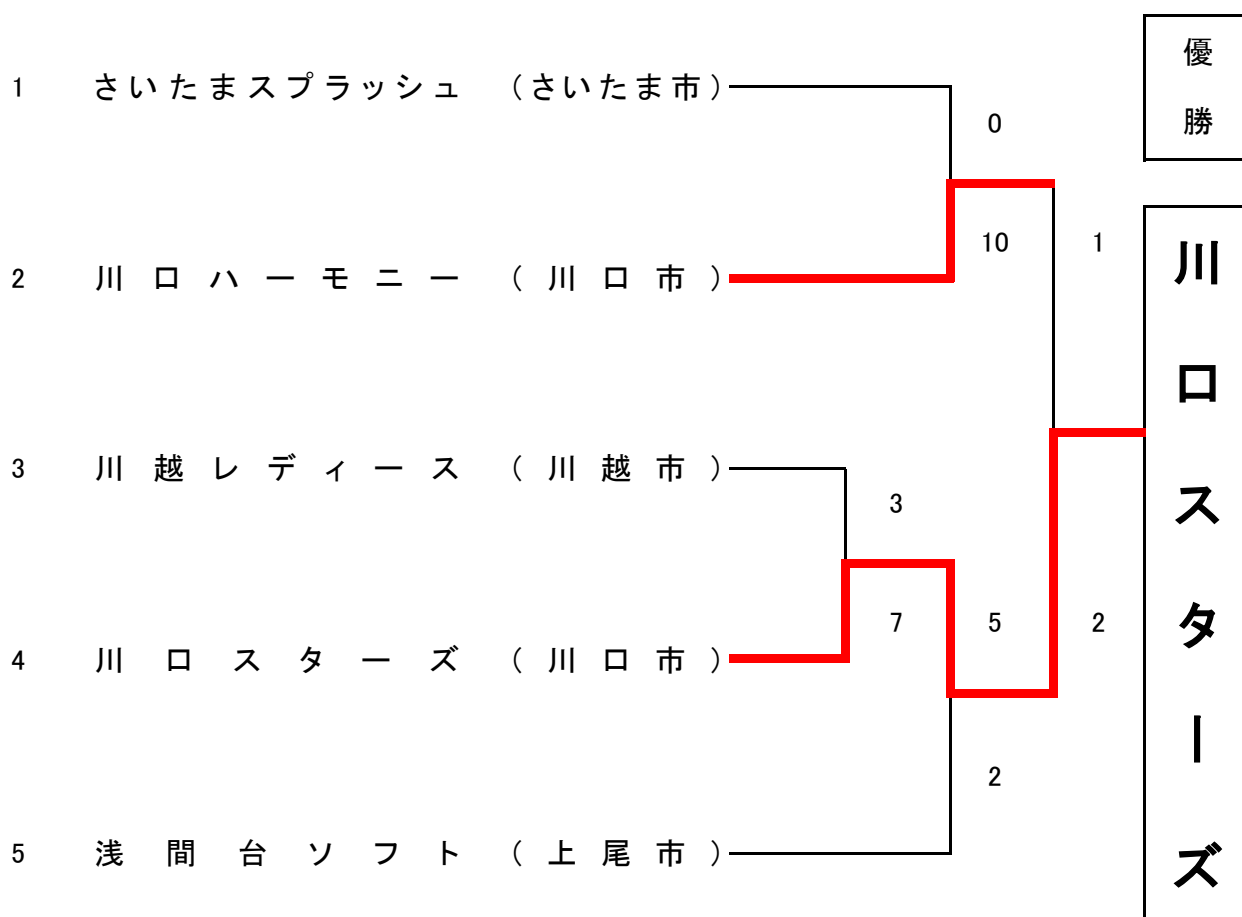 優勝
1 さいたまスプラッシュ (さいたま市)
0
10
1
2 川口ハーモニー (川口市)
3 川越レディース (川越市)
3
7
5
2
4 川口スターズ (川口市)
2
5 浅間台ソフト (上尾市)
川口スターズ